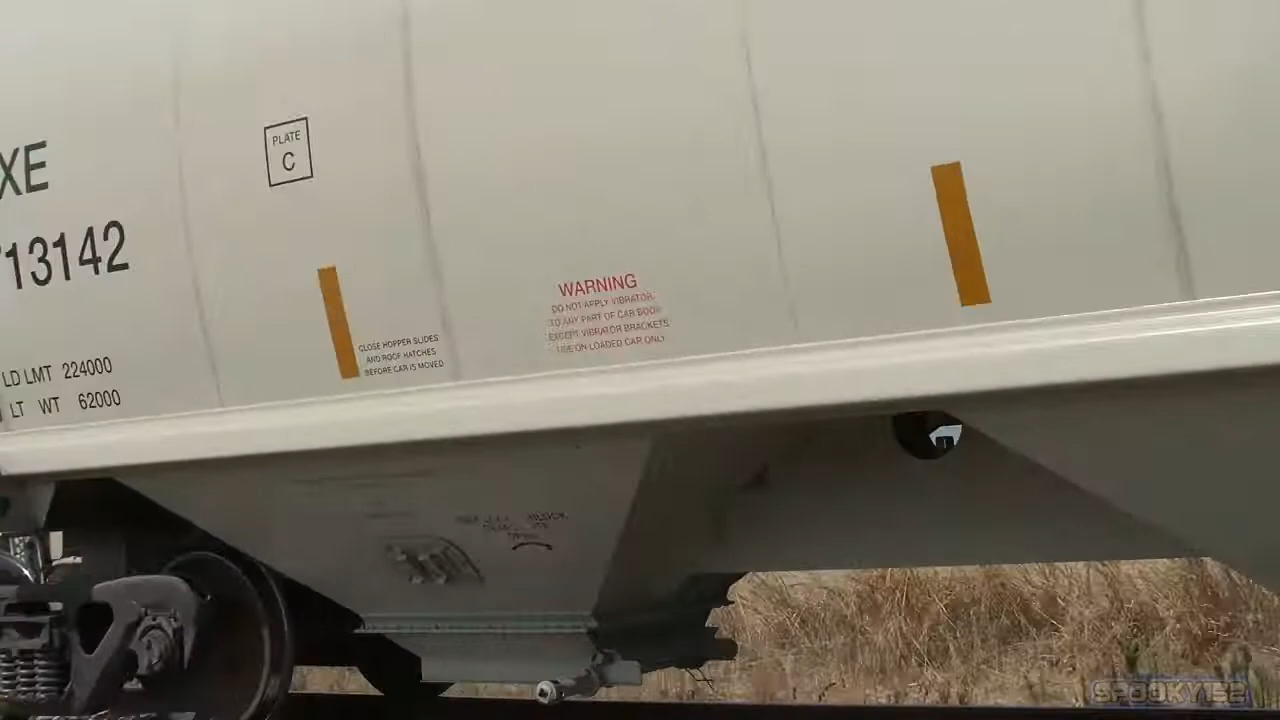 XE
13142
LD LMT 224000
LT WT 62000
PLATE
C
CLOSE HOPPER SLIDES
AND ROOF HATCHES
BEFORE CAR IS MOVED
WARNING
DO NOT APPLY VIBRATOR
TO ANY PART OF CAR BODY
EXCEPT VIBRATOR BRACKETS
USE ON LOADED CAR ONLY
SPOOKY152